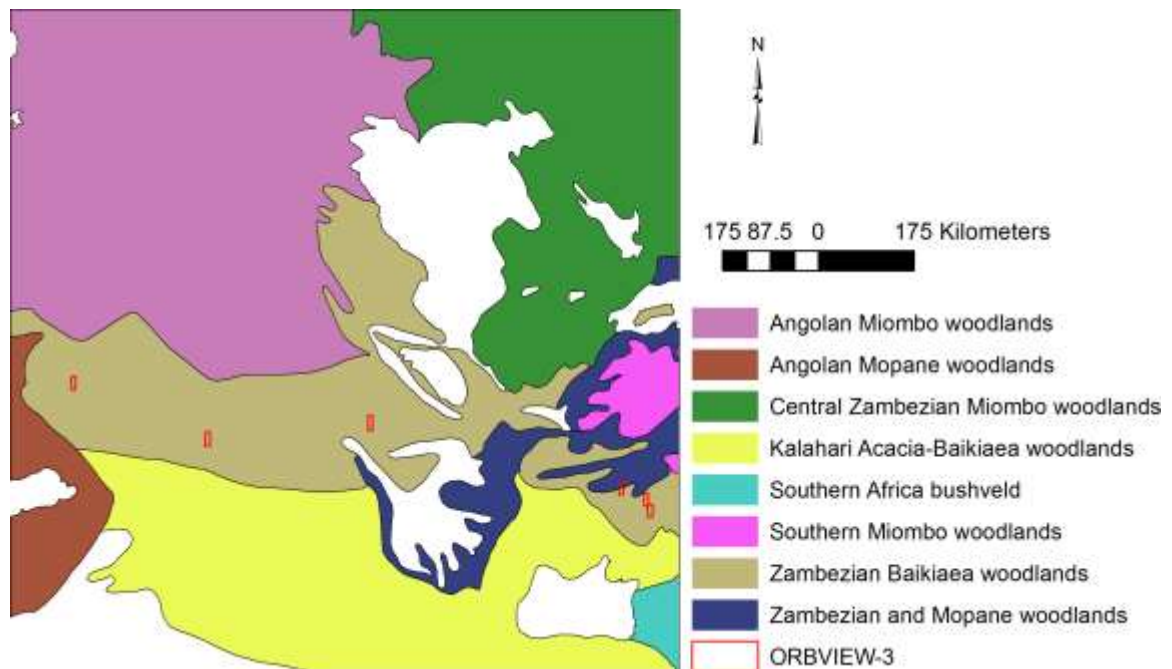 N
175 87.5 0 175 Kilometers
Angolan Miombo woodlands
Angolan Mopane woodlands
Central Zambezian Miombo woodlands
Kalahari Acacia-Baikiaea woodlands
Southern Africa bushveld
Southern Miombo woodlands
Zambezian Baikiaea woodlands
Zambezian and Mopane woodlands
ORBVIEW-3